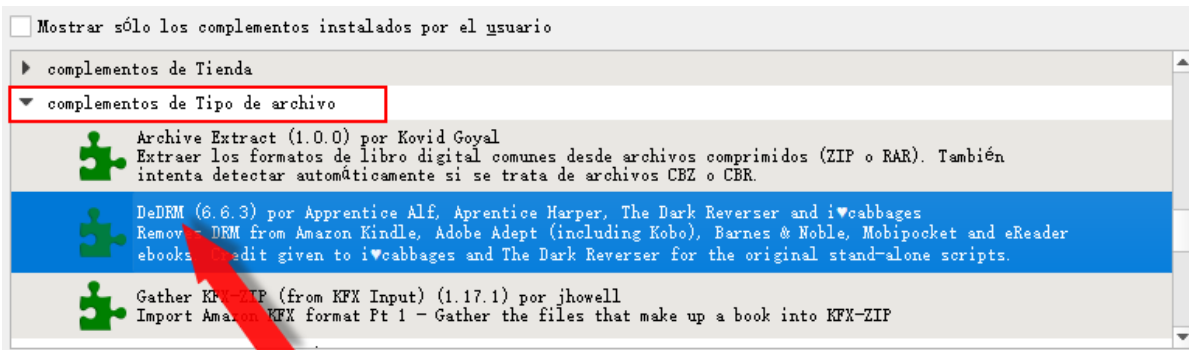 Mostrar sólo los complementos instalados por el usuario
complementos de Tienda
complementos de Tipo de archivo
Archive Extract (1.0.0) por Kovid Goyal
Extraer los formatos de libro digital comunes desde archivos comprimidos (ZIP o RAR). También
intenta detectar automáticamente si se trata de archivos CBZ o CBR.
DeDRM (6.6.3) por Apprentice Alf, Aprentice Harper, The Dark Reverser and i♥cabbages
Removes DRM from Amazon Kindle, Adobe Adept (including Kobo), Barnes & Noble, Mobipocket and eReader
ebooks. Credit given to i♥cabbages and The Dark Reverser for the original stand-alone scripts.
Gather KFX-ZIP (from KFX Input) (1.17.1) por jhowell
Import Amazon KFX format Pt 1 - Gather the files that make up a book into KFX-ZIP